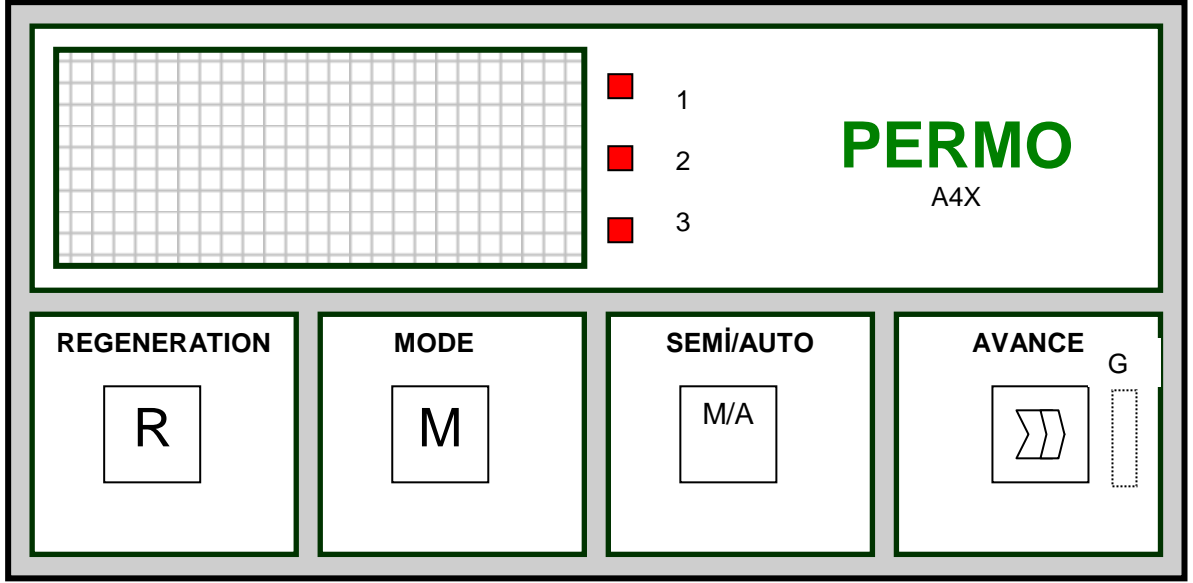 1
2
3
PERMO
A4X
REGENERATION
MODE
SEMİ/AUTO
AVANCE
G
R
M
M/A